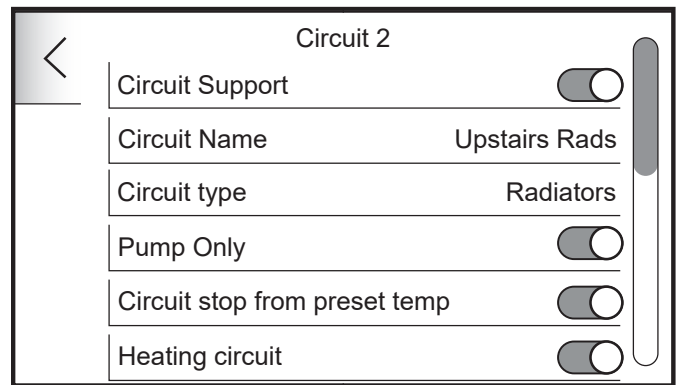 Circuit 2
Circuit Support
Circuit Name Upstairs Rads
Circuit type Radiators
Pump Only
Circuit stop from preset temp
Heating circuit